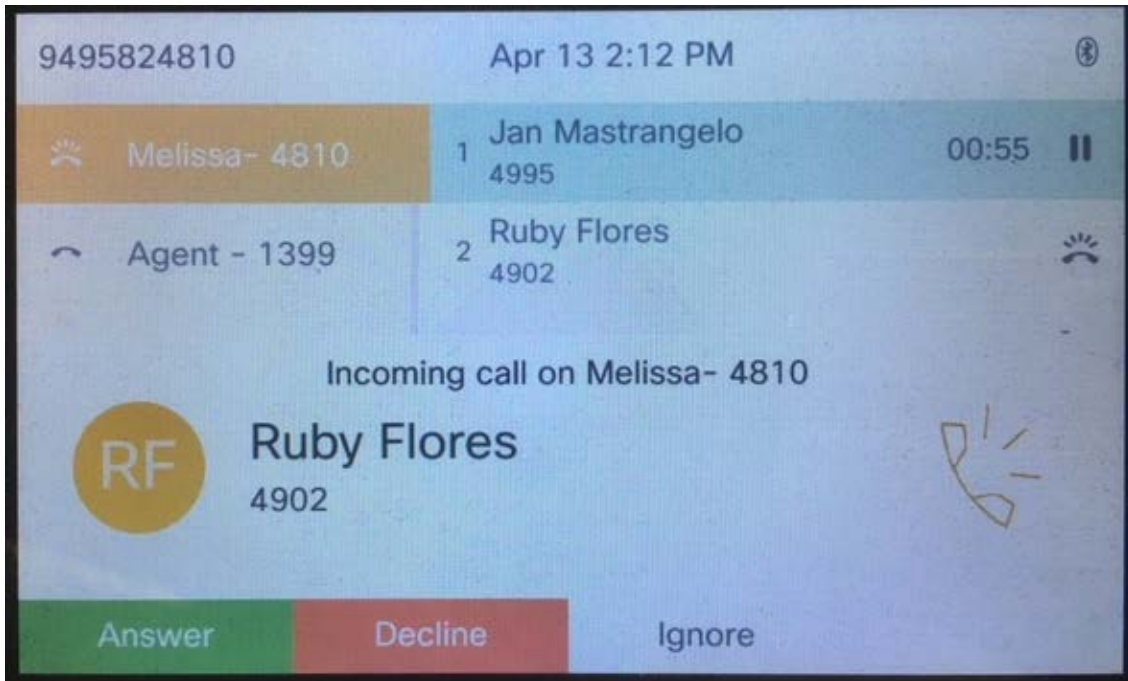 9495824810 Apr 13 2:12 PM
Melissa- 4810 1 Jan Mastrangelo 00:55
4995
Agent - 1399 2 Ruby Flores
4902
Incoming call on Melissa- 4810
RF Ruby Flores
4902
Answer Decline Ignore